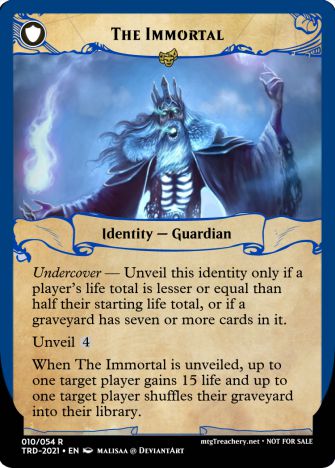 The Immortal
Identity — Guardian
Undercover — Unveil this identity only if a
player's life total is lesser or equal than
half their starting life total, or if a
graveyard has seven or more cards in it.
Unveil 4
When The Immortal is unveiled, up to
one target player gains 15 life and up to
one target player shuffles their graveyard
into their library.
010/054 R
TRD-2021 • EN MALISAA @ DEVIANTART
mtgTreachery.net • NOT FOR SALE